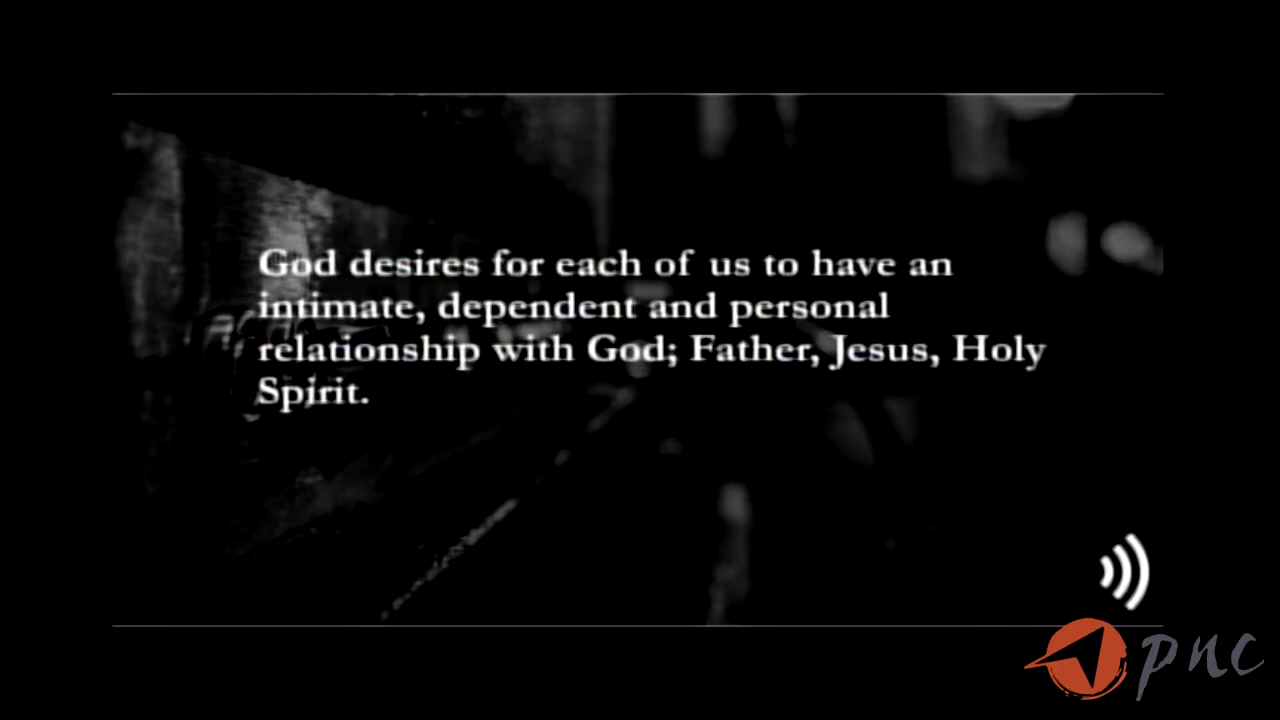 God desires for each of us to have an
intimate, dependent and personal
relationship with God; Father, Jesus, Holy
Spirit.
pnc